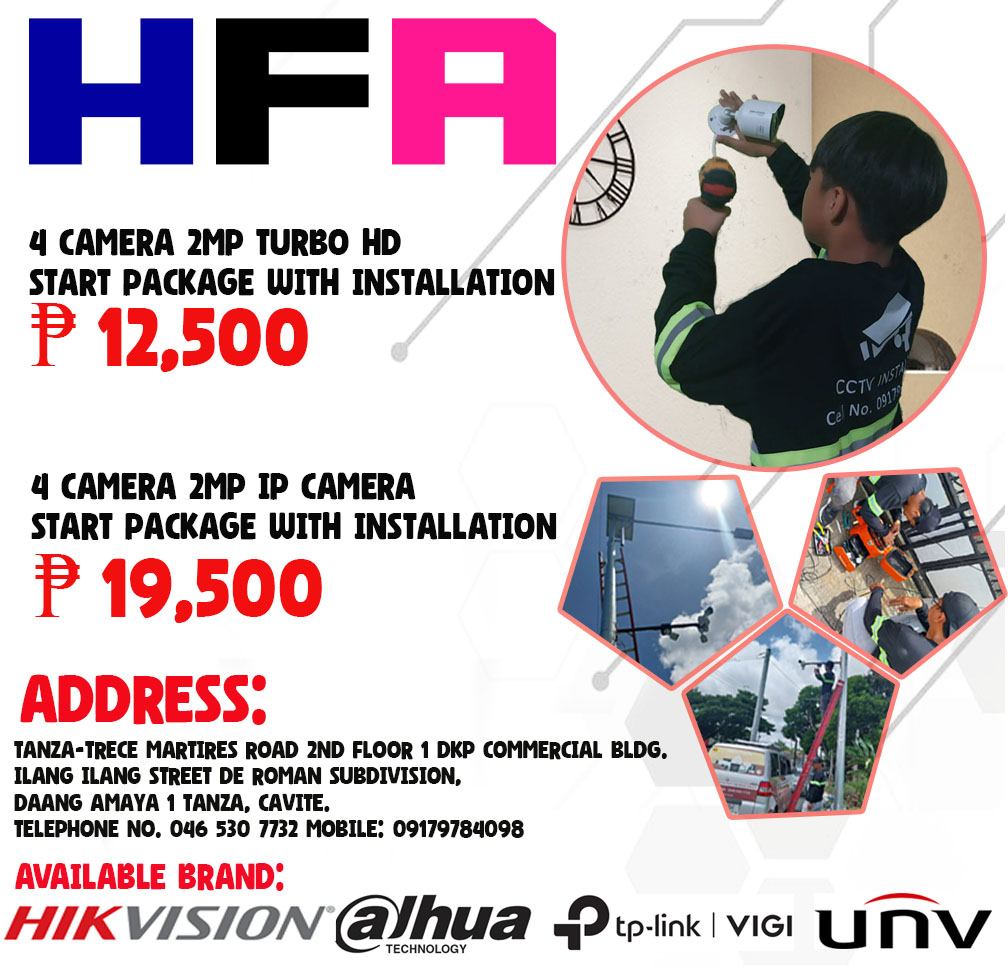 HFA
4 CAMERA 2MP TURBO HD
START PACKAGE WITH INSTALLATION
₱ 12,500
CCTV INSTA
Cel No. 0917
4 CAMERA 2MP IP CAMERA
START PACKAGE WITH INSTALLATION
₱ 19,500
ADDRESS:
TANZA-TRECE MARTIRES ROAD 2ND FLOOR 1 DKP COMMERCIAL BLDG.
ILANG ILANG STREET DE ROMAN SUBDIVISION,
DAANG AMAYA 1 TANZA, CAVITE.
TELEPHONE NO. 046 530 7732 MOBILE: 09179784098
AVAILABLE BRAND:
HIKVISION® alhua TECHNOLOGY tp-link | VIGI unv